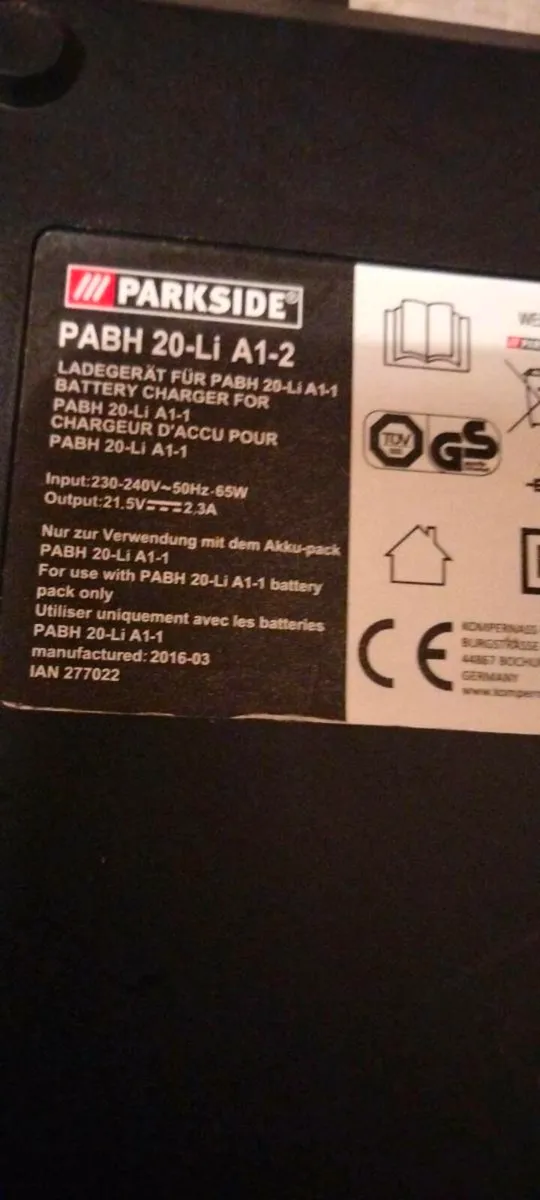 PARKSIDE®
PABH 20-Li A1-2
LADEGERÄT FÜR PABH 20-Li A1-1
BATTERY CHARGER FOR
PABH 20-Li A1-1
CHARGEUR D'ACCU POUR
PABH 20-Li A1-1
Input:230-240V~50Hz-65W
Output:21.5V⎓2.3A
Nur zur Verwendung mit dem Akku-pack
PABH 20-Li A1-1
For use with PABH 20-Li A1-1 battery
pack only
Utiliser uniquement avec les batteries
PABH 20-Li A1-1
manufactured: 2016-03
IAN 277022
WE
TÜV
GS
CE
KOMPERNASS
BURGSTRASSE
44867 BOCHU
GERMANY
www.kompern